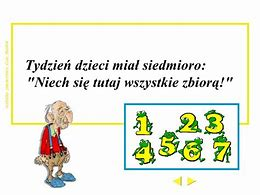 Tydzień dzieci miał siedmioro:
"Niech się tutaj wszystkie zbiorą!"
1 2 3
4 5 6 7